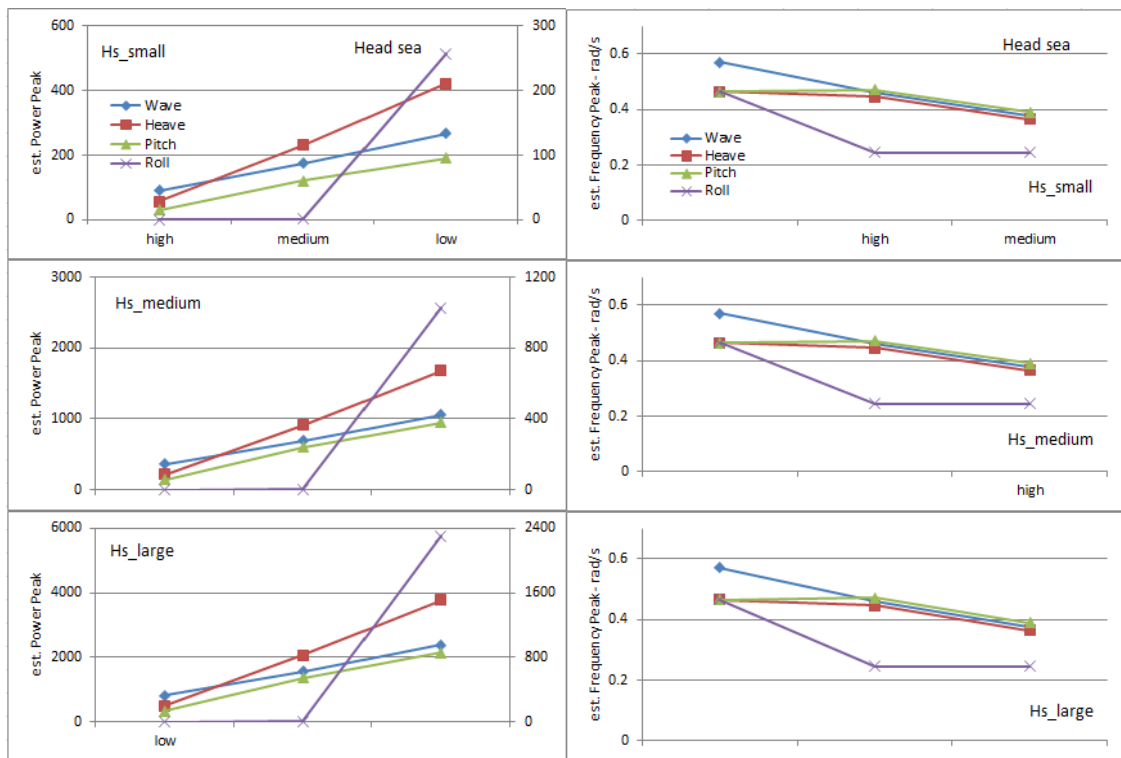 Hs_small
Head sea
est. Power Peak
600
400
200
0
300
200
100
0
Wave
Heave
Pitch
Roll
high
medium
low
Head sea
est. Frequency Peak- rad/s
0.6
0.4
0.2
0
Wave
Heave
Pitch
Roll
Hs_small
high
medium
Hs_medium
est. Power Peak
3000
2000
1000
0
1200
800
400
0
est. Frequency Peak- rad/s
0.6
0.4
0.2
0
Hs_medium
high
Hs_large
est. Power Peak
6000
4000
2000
0
2400
1600
800
0
low
est. Frequency Peak- rad/s
0.6
0.4
0.2
0
Hs_large